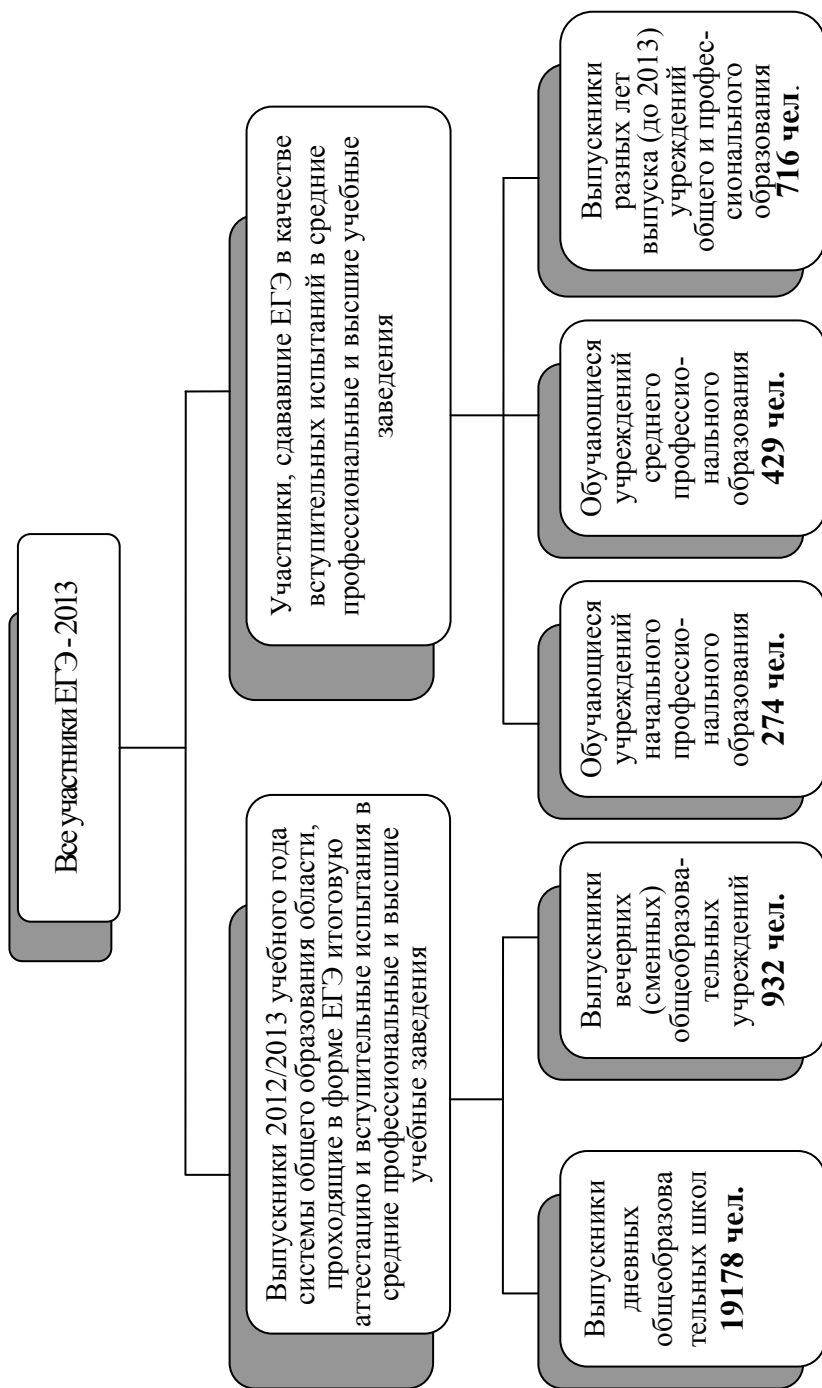 Все участники ЕГЭ - 2013
Выпускники 2012/2013 учебного года
системы общего образования области,
проходящие в форме ЕГЭ итоговую
аттестацию и вступительные испытания в
средние профессиональные и высшие
учебные заведения
Участники, сдававшие ЕГЭ в качестве
вступительных испытаний в средние
профессиональные и высшие учебные
заведения
Выпускники
дневных
общеобразова
тельных школ
19178 чел.
Выпускники
вечерних
(сменных)
общеобразова-
тельных
учреждений
932 чел.
Обучающиеся
учреждений
начального
профессио-
нального
образования
274 чел.
Обучающиеся
учреждений
среднего
профессио-
нального
образования
429 чел.
Выпускники
разных лет
выпуска (до 2013)
учреждений
общего и профес-
сионального
образования
716 чел.